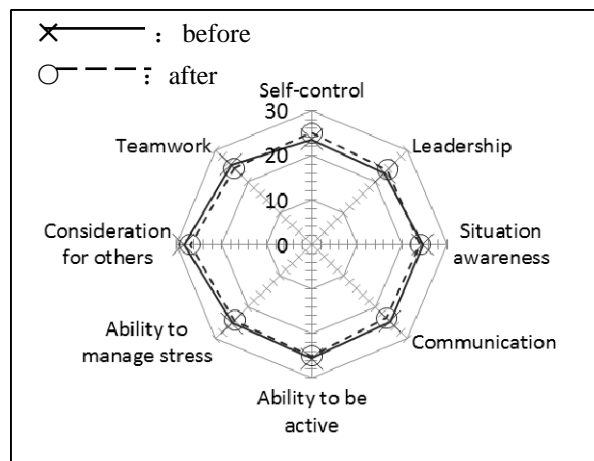 : before
: after
Self-control
30
Teamwork
Leadership
20
10
Consideration
for others
0
Situation
awareness
Ability to
manage stress
Communication
Ability to be
active